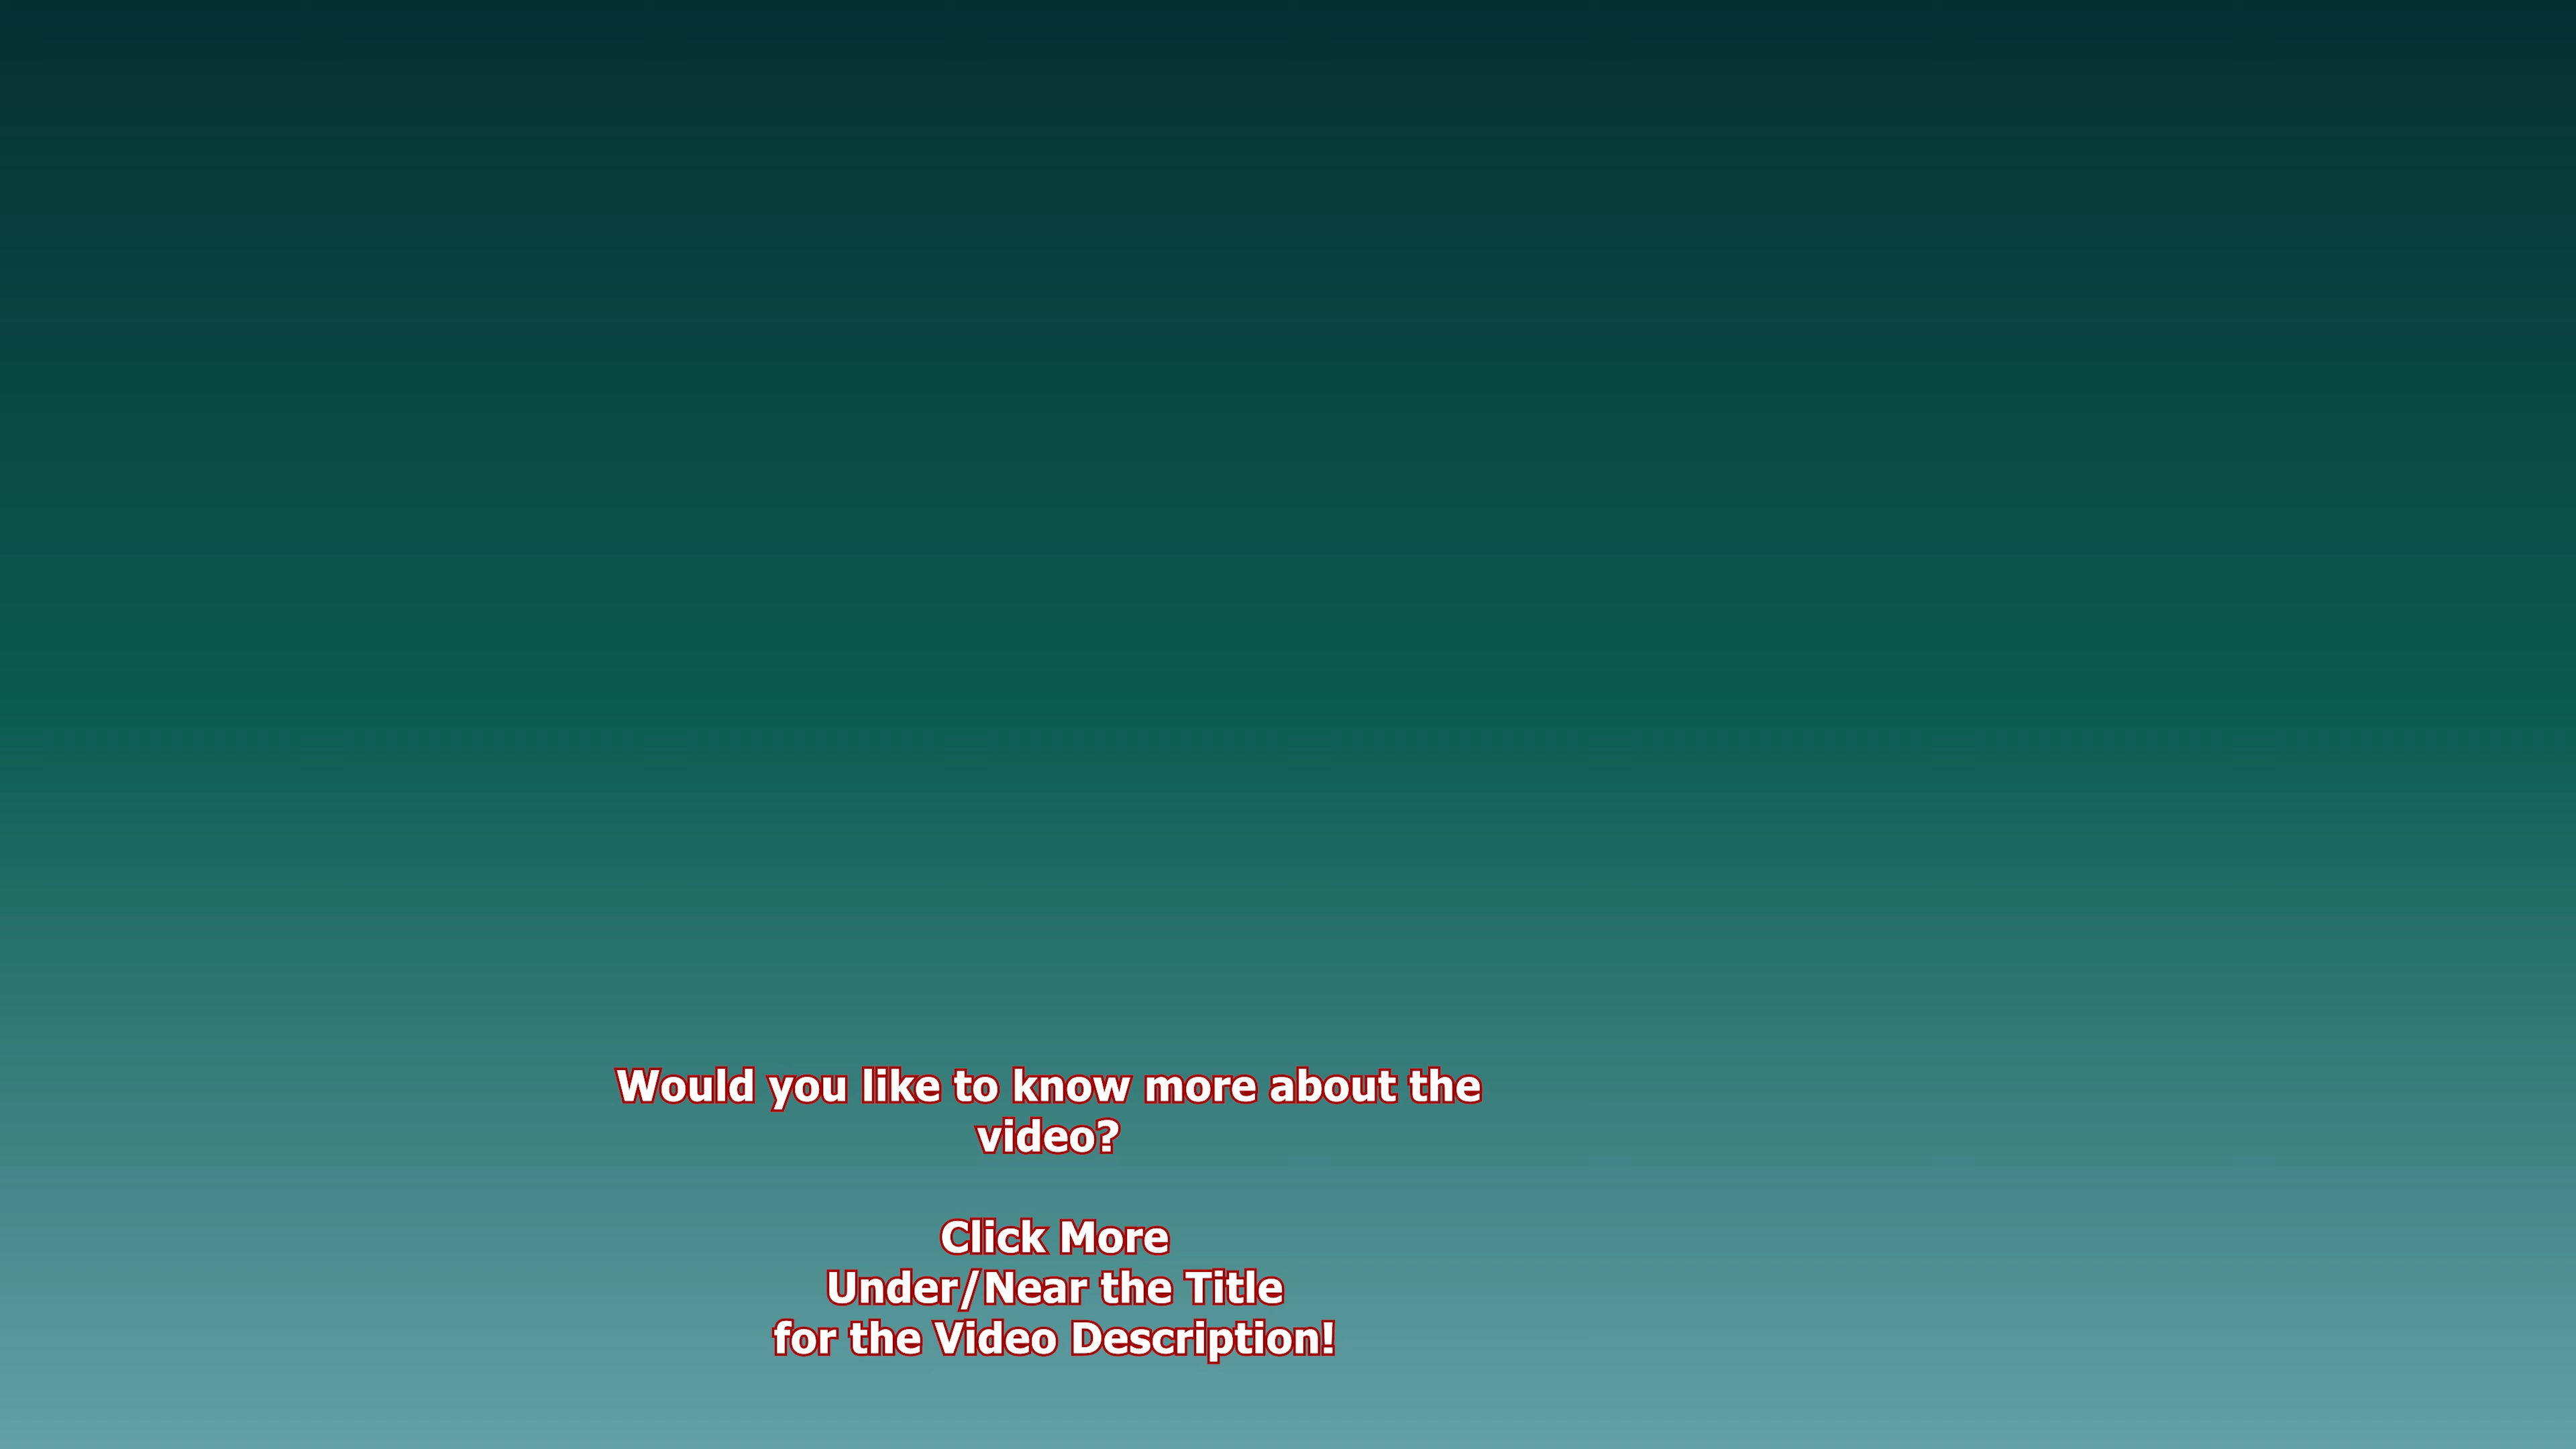 Would you like to know more about the
video?
Click More
Under/Near the Title
for the Video Description!